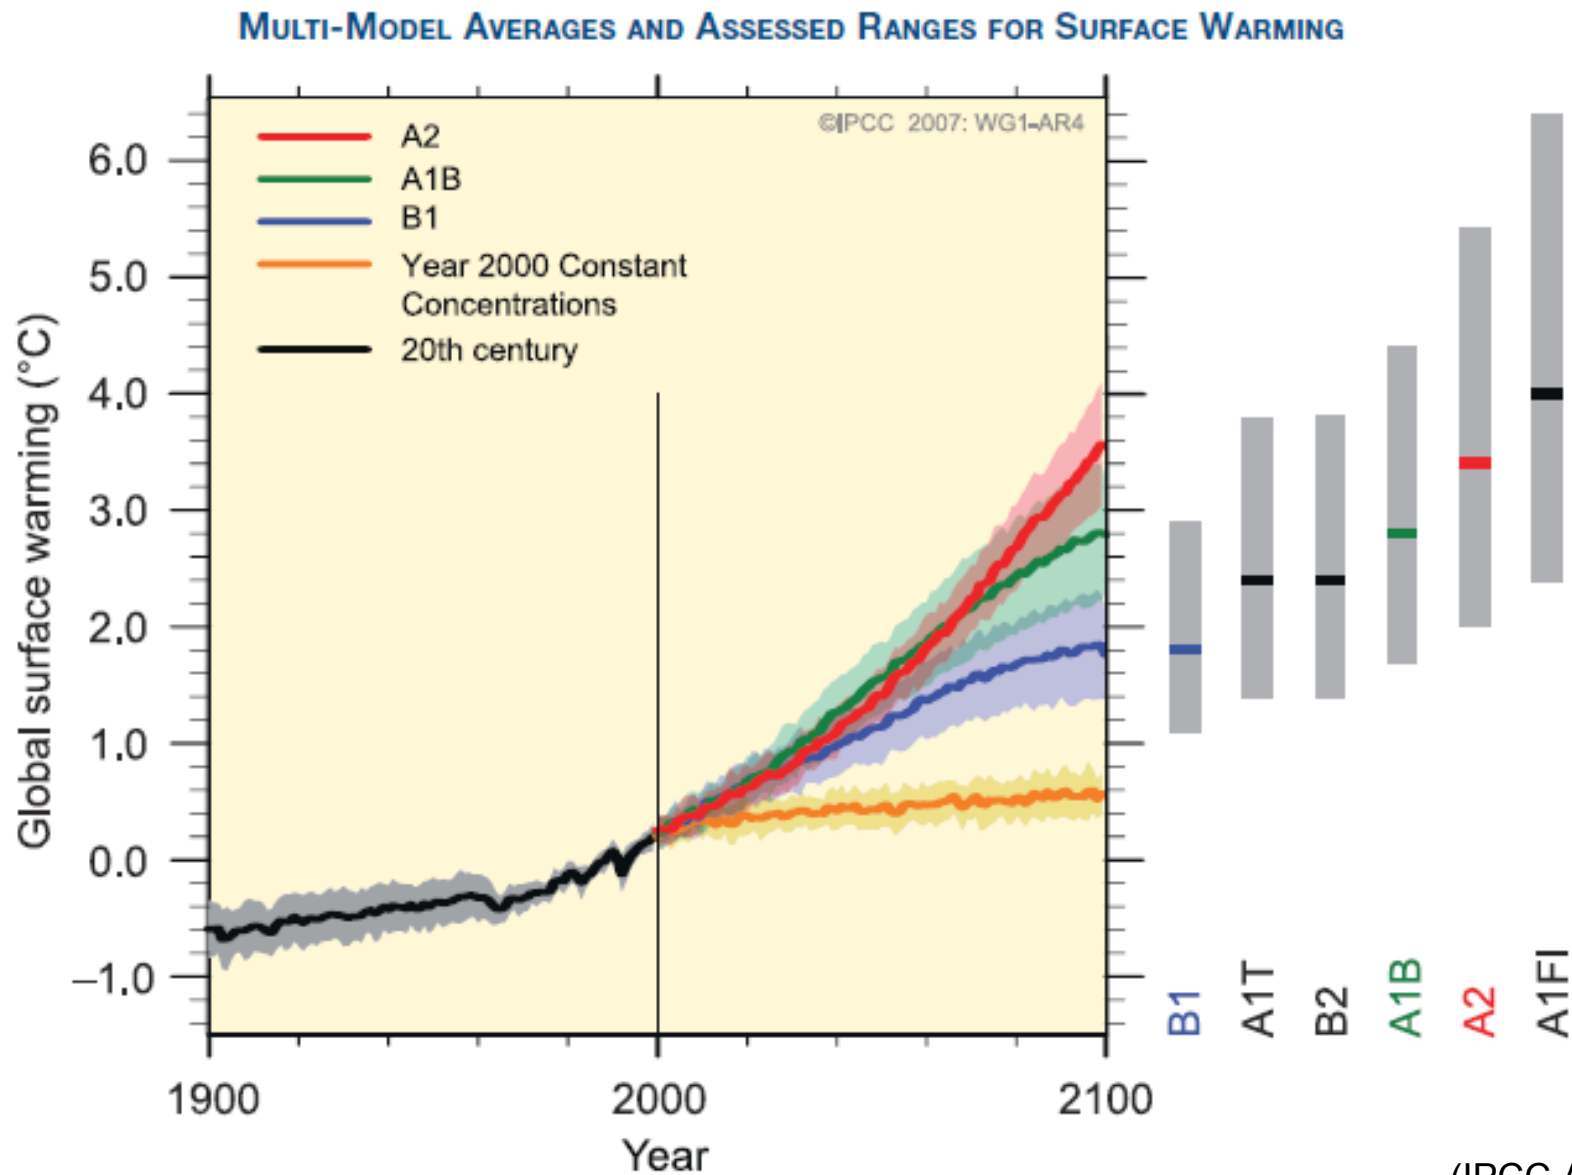 MULTI-MODEL AVERAGES AND ASSESSED RANGES FOR SURFACE WARMING
©IPCC 2007: WG1-AR4
A2
A1B
B1
Year 2000 Constant
Concentrations
20th century
Global surface warming (°C)
6.0
5.0
4.0
3.0
2.0
1.0
0.0
–1.0
1900
2000
2100
Year
B1
A1T
B2
A1B
A2
A1FI